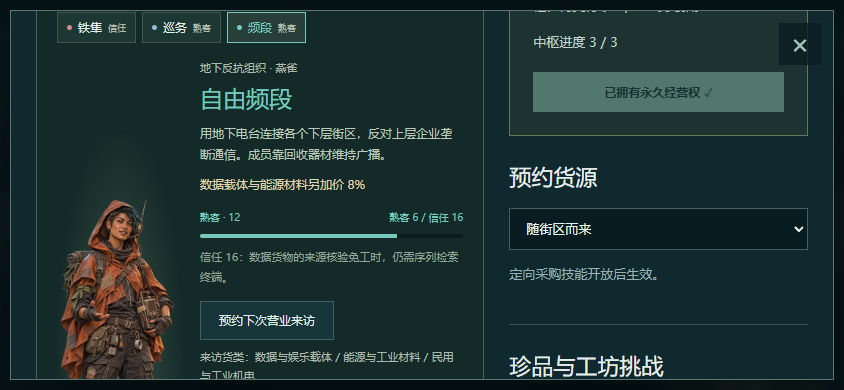 铁隼 信任
巡务 熟客
频段 熟客
地下反抗组织 · 燕雀
自由频段
用地下电台连接各个下层街区，反对上层企业垄
断通信。成员靠回收器材维持广播。
数据载体与能源材料另加价 8%
熟客 · 12
熟客 6 / 信任 16
信任 16：数据货物的来源核验免工时，仍需序列检索
终端。
预约下次营业来访
来访货类：数据与娱乐载体 / 能源与工业材料 / 民用
与工业机电
中枢进度 3 / 3
已拥有永久经营权 ✓
预约货源
随街区而来
定向采购技能开放后生效。
珍品与工坊挑战